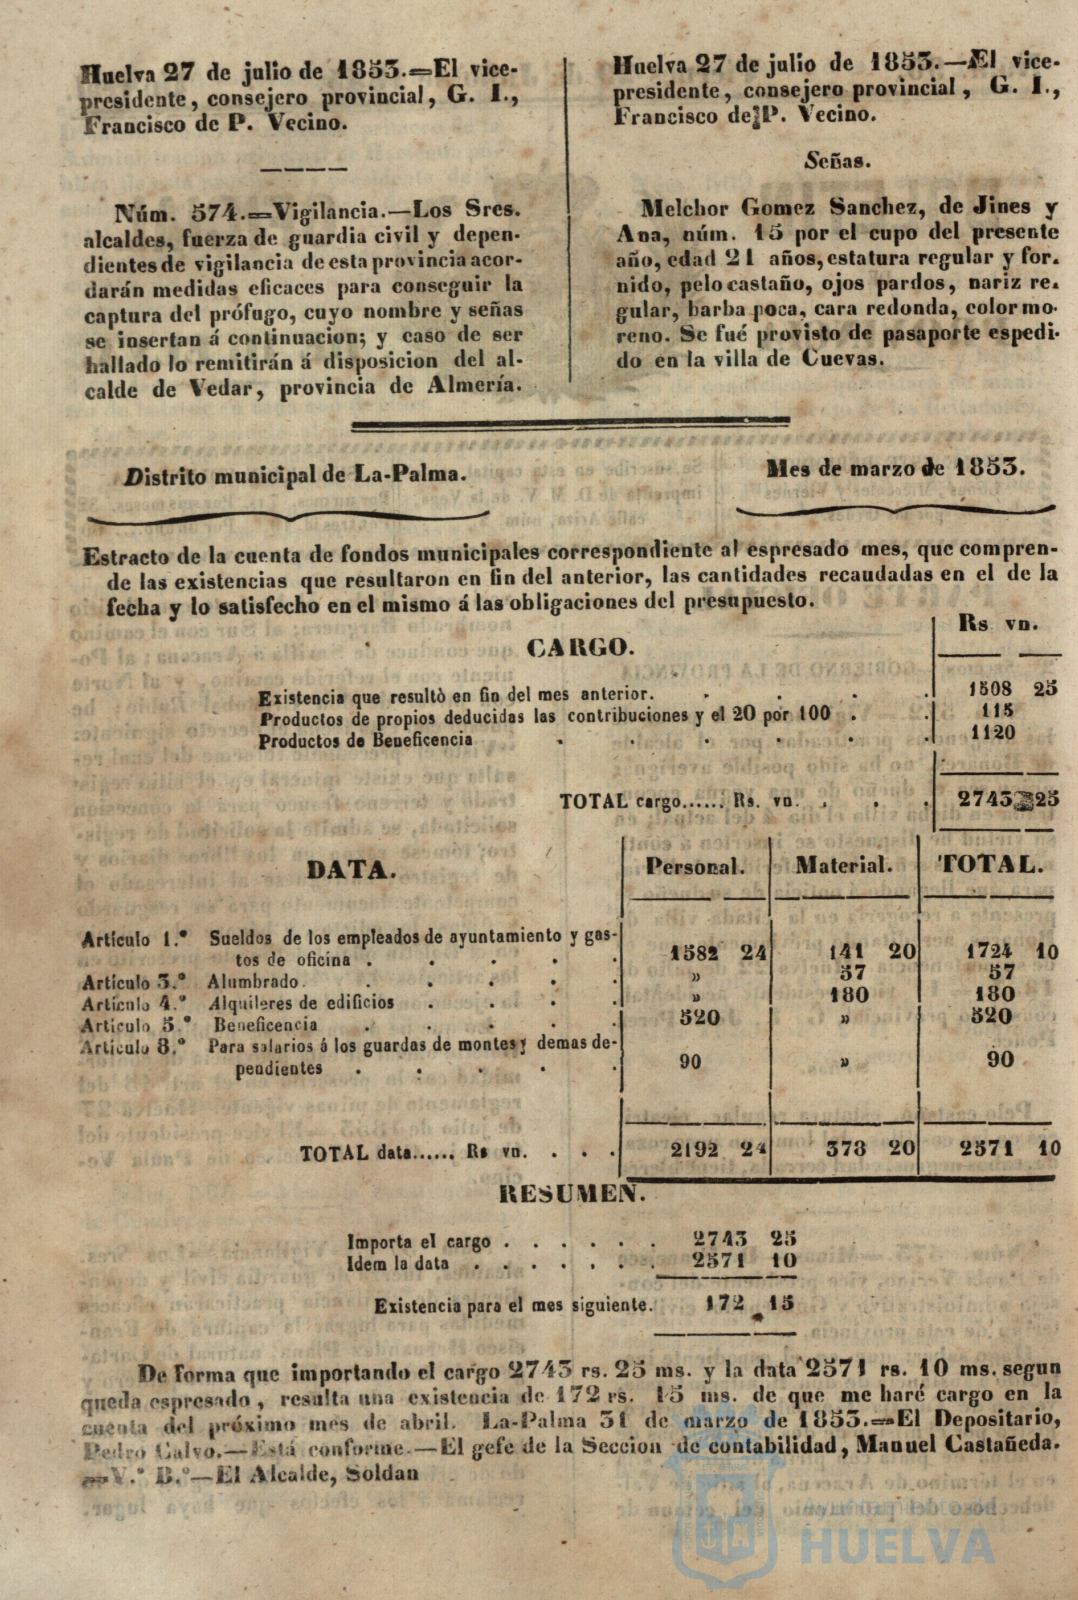 Huelva 27 de julio de 1853.=El vice-
presidente, consejero provincial, G. I.,
Francisco de P. Vecino.
Núm. 574.=Vigilancia.—Los Sres.
alcaldes, fuerza de guardia civil y depen-
dientes de vigilancia de esta provincia acor-
darán medidas eficaces para conseguir la
captura del prófugo, cuyo nombre y señas
se insertan á continuacion; y caso de ser
hallado lo remitirán á disposicion del al-
calde de Vedar, provincia de Almería.
Huelva 27 de julio de 1853.—El vice-
presidente, consejero provincial, G. I.,
Francisco de P. Vecino.
Señas.
Melchor Gomez Sanchez, de Jines y
Ana, núm. 15 por el cupo del presente
año, edad 21 años, estatura regular y for-
nido, pelo castaño, ojos pardos, nariz re-
gular, barba poca, cara redonda, color mo-
reno. Se fué provisto de pasaporte espedi-
do en la villa de Cuevas.
Distrito municipal de La-Palma. Mes de marzo de 1853.
Estracto de la cuenta de fondos municipales correspondiente al espresado mes, que compren-
de las existencias que resultaron en fin del anterior, las cantidades recaudadas en el de la
fecha y lo satisfecho en el mismo á las obligaciones del presupuesto.
Rs vn.
CARGO.
Existencia que resultò en fin del mes anterior. . . . . 1508 25
Productos de propios deducidas las contribuciones y el 20 por 100 . . 115
Productos de Beneficencia . . . . . . 1120
TOTAL cargo...... Rs. vn. . . . 2743 25
DATA. Personal. Material. TOTAL.
Artículo 1.º Sueldos de los empleados de ayuntamiento y gas-
tos de oficina . . . . . 1582 24 141 20 1724 10
Artículo 3.º Alumbrado. . . . . . » 57 57
Artículo 4.º Alquileres de edificios . . . . » 180 180
Artículo 5.º Beneficencia . . . . . 520 » 520
Artículo 8.º Para salarios á los guardas de montes y demas de-
pendientes . . . . . 90 » 90
TOTAL data...... Rs vn. . . . 2192 24 378 20 2571 10
RESUMEN.
Importa el cargo . . . . . . 2743 25
Idem la data . . . . . . . 2571 10
Existencia para el mes siguiente. 172 15
De forma que importando el cargo 2743 rs. 25 ms. y la data 2571 rs. 10 ms. segun
queda espresado, resulta una existencia de 172 rs. 15 ms. de que me haré cargo en la
cuenta del próximo mes de abril. La-Palma 31 de marzo de 1853.=El Depositario,
Pedro Calvo.—Está conforme.—El gefe de la Seccion de contabilidad, Manuel Castañeda.
=V.º B.º—El Alcalde, Soldan
HUELVA